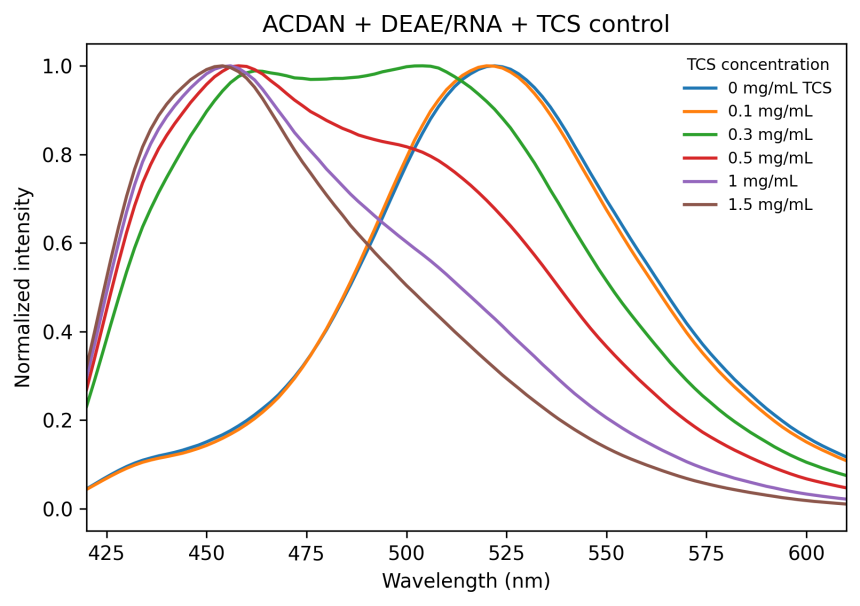 ACDAN + DEAE/RNA + TCS control
Normalized intensity
1.0
0.8
0.6
0.4
0.2
0.0
TCS concentration
0 mg/mL TCS
0.1 mg/mL
0.3 mg/mL
0.5 mg/mL
1 mg/mL
1.5 mg/mL
425 450 475 500 525 550 575 600
Wavelength (nm)